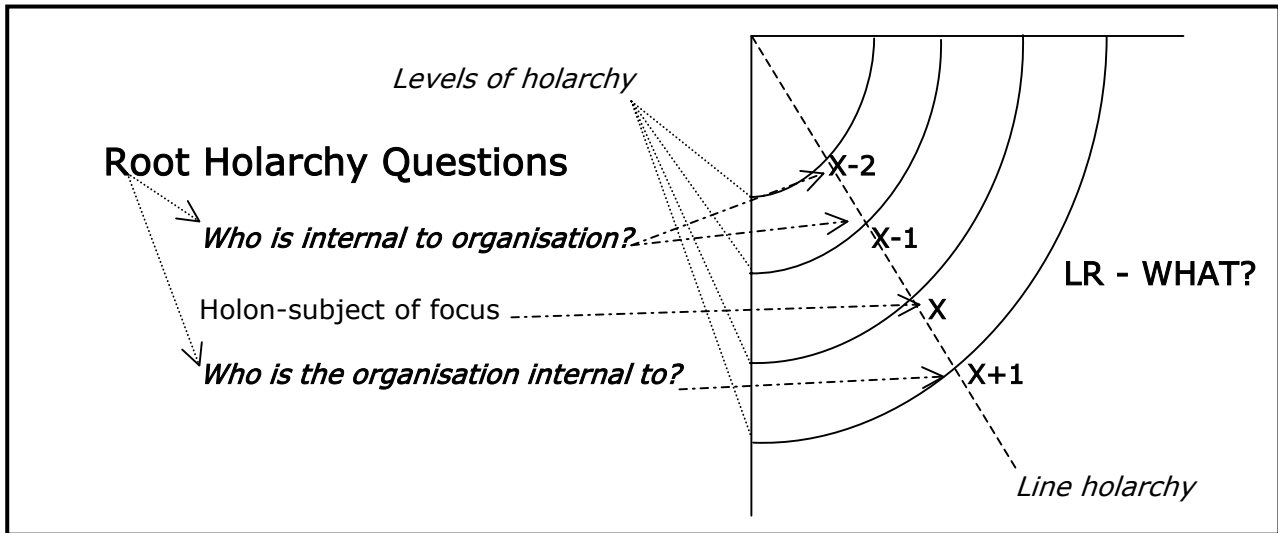 Levels of holarchy
Root Holarchy Questions
X-2
Who is internal to organisation?
X-1
LR - WHAT?
Holon-subject of focus
X
Who is the organisation internal to?
X+1
Line holarchy